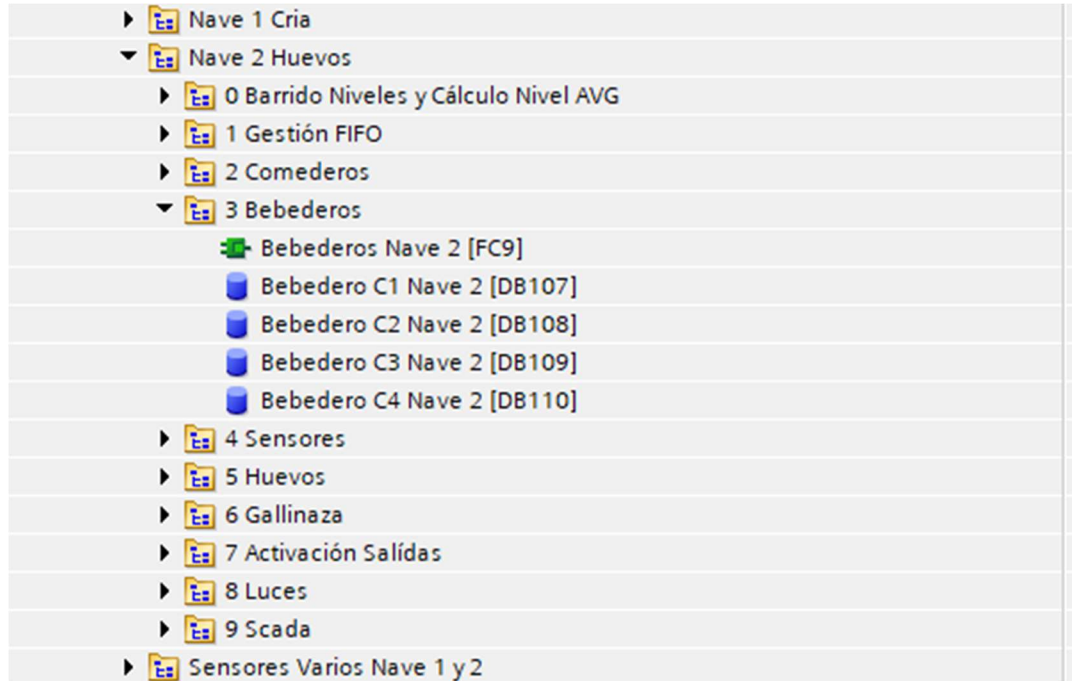 Nave 1 Cria
Nave 2 Huevos
0 Barrido Niveles y Cálculo Nivel AVG
1 Gestión FIFO
2 Comederos
3 Bebederos
Bebederos Nave 2 [FC9]
Bebedero C1 Nave 2 [DB107]
Bebedero C2 Nave 2 [DB108]
Bebedero C3 Nave 2 [DB109]
Bebedero C4 Nave 2 [DB110]
4 Sensores
5 Huevos
6 Gallinaza
7 Activación Salídas
8 Luces
9 Scada
Sensores Varios Nave 1 y 2